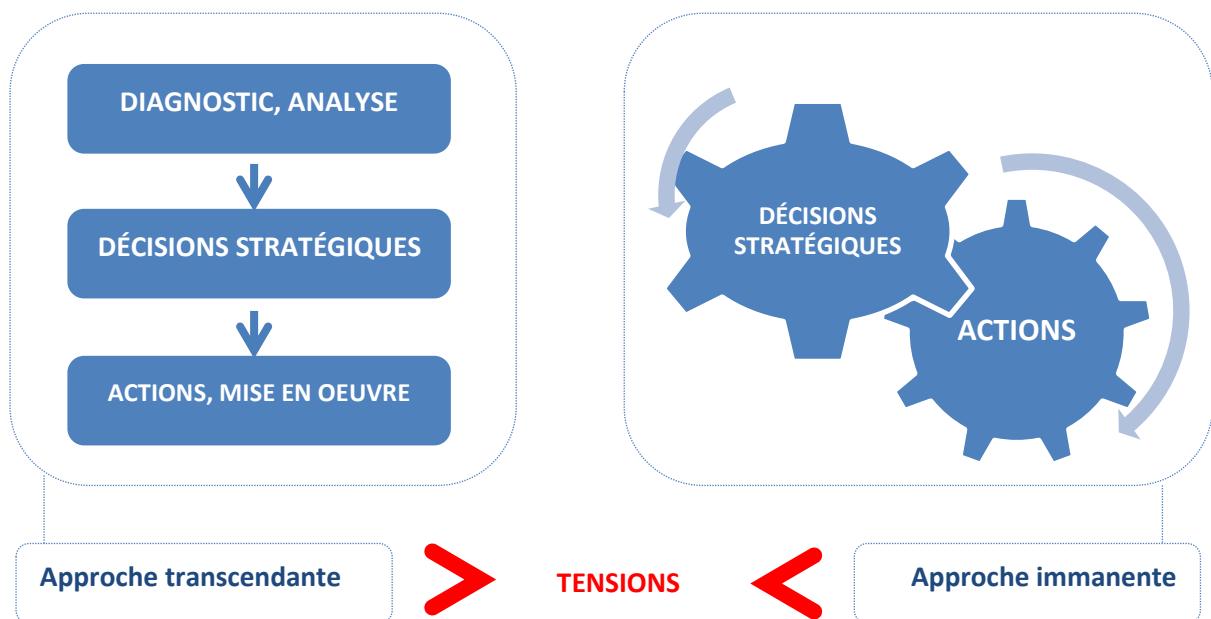 DIAGNOSTIC, ANALYSE
DÉCISIONS STRATÉGIQUES
ACTIONS, MISE EN OEUVRE
DÉCISIONS
STRATÉGIQUES
ACTIONS
Approche transcendante
TENSIONS
Approche immanente